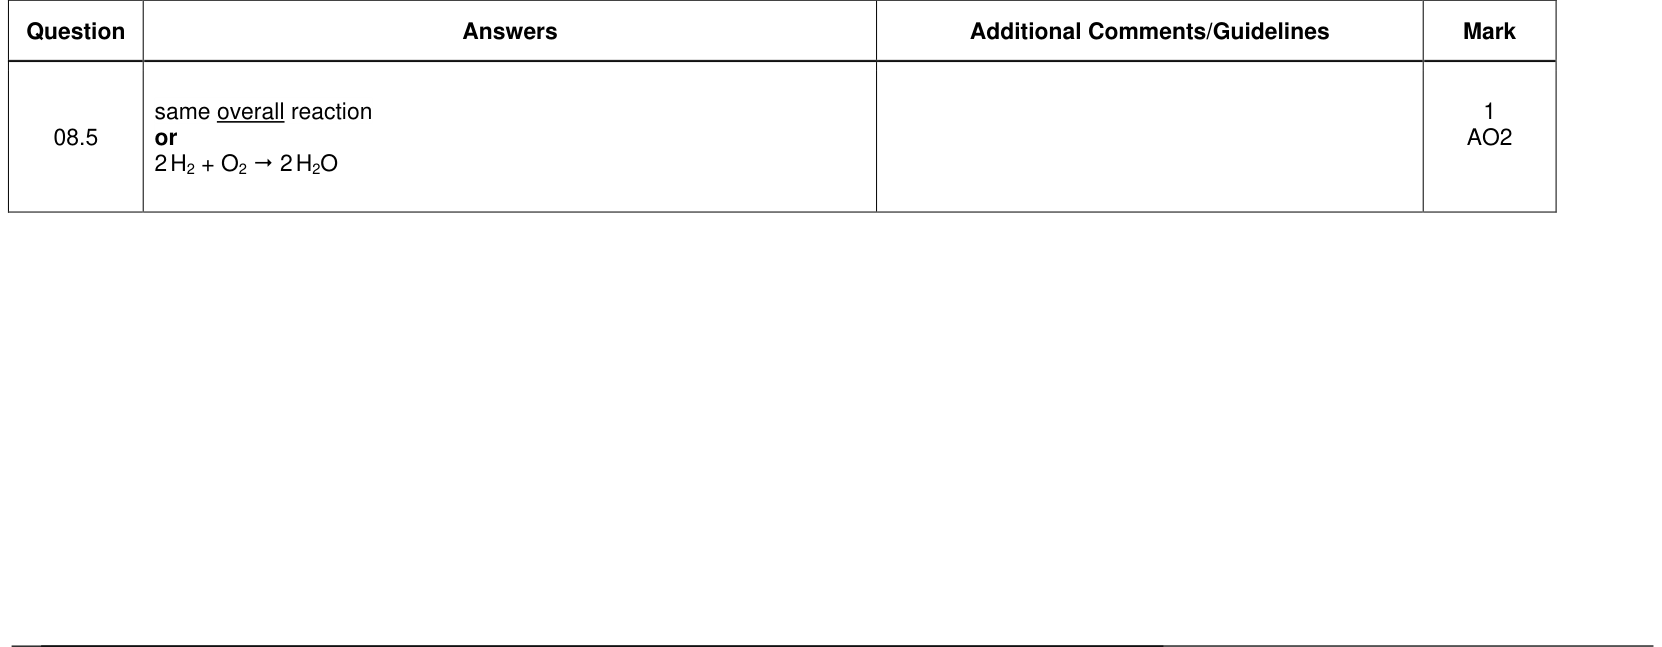 Question Answers Additional Comments/Guidelines Mark
08.5
same overall reaction
or
2 H₂ + O₂ → 2 H₂O
1
AO2